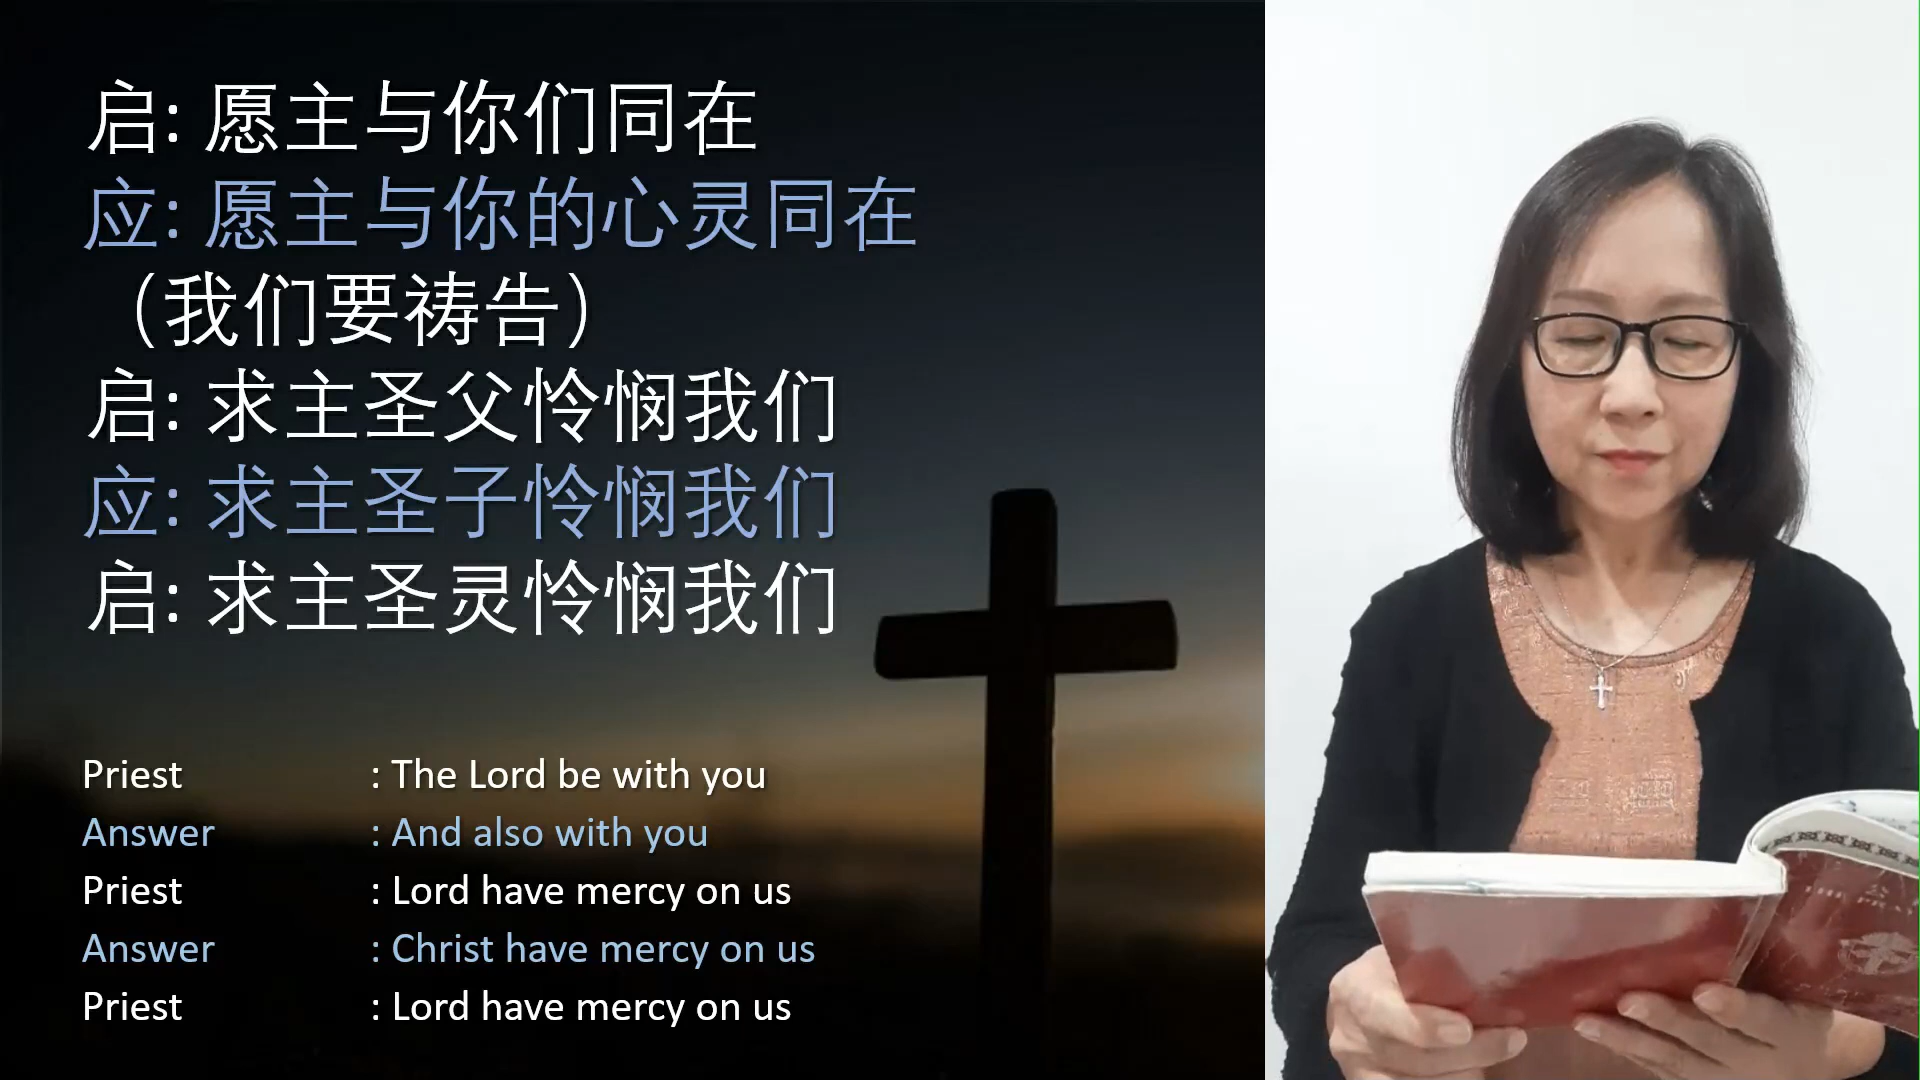 启: 愿主与你们同在
应: 愿主与你的心灵同在
（我们要祷告）
启: 求主圣父怜悯我们
应: 求主圣子怜悯我们
启: 求主圣灵怜悯我们
Priest : The Lord be with you
Answer : And also with you
Priest : Lord have mercy on us
Answer : Christ have mercy on us
Priest : Lord have mercy on us